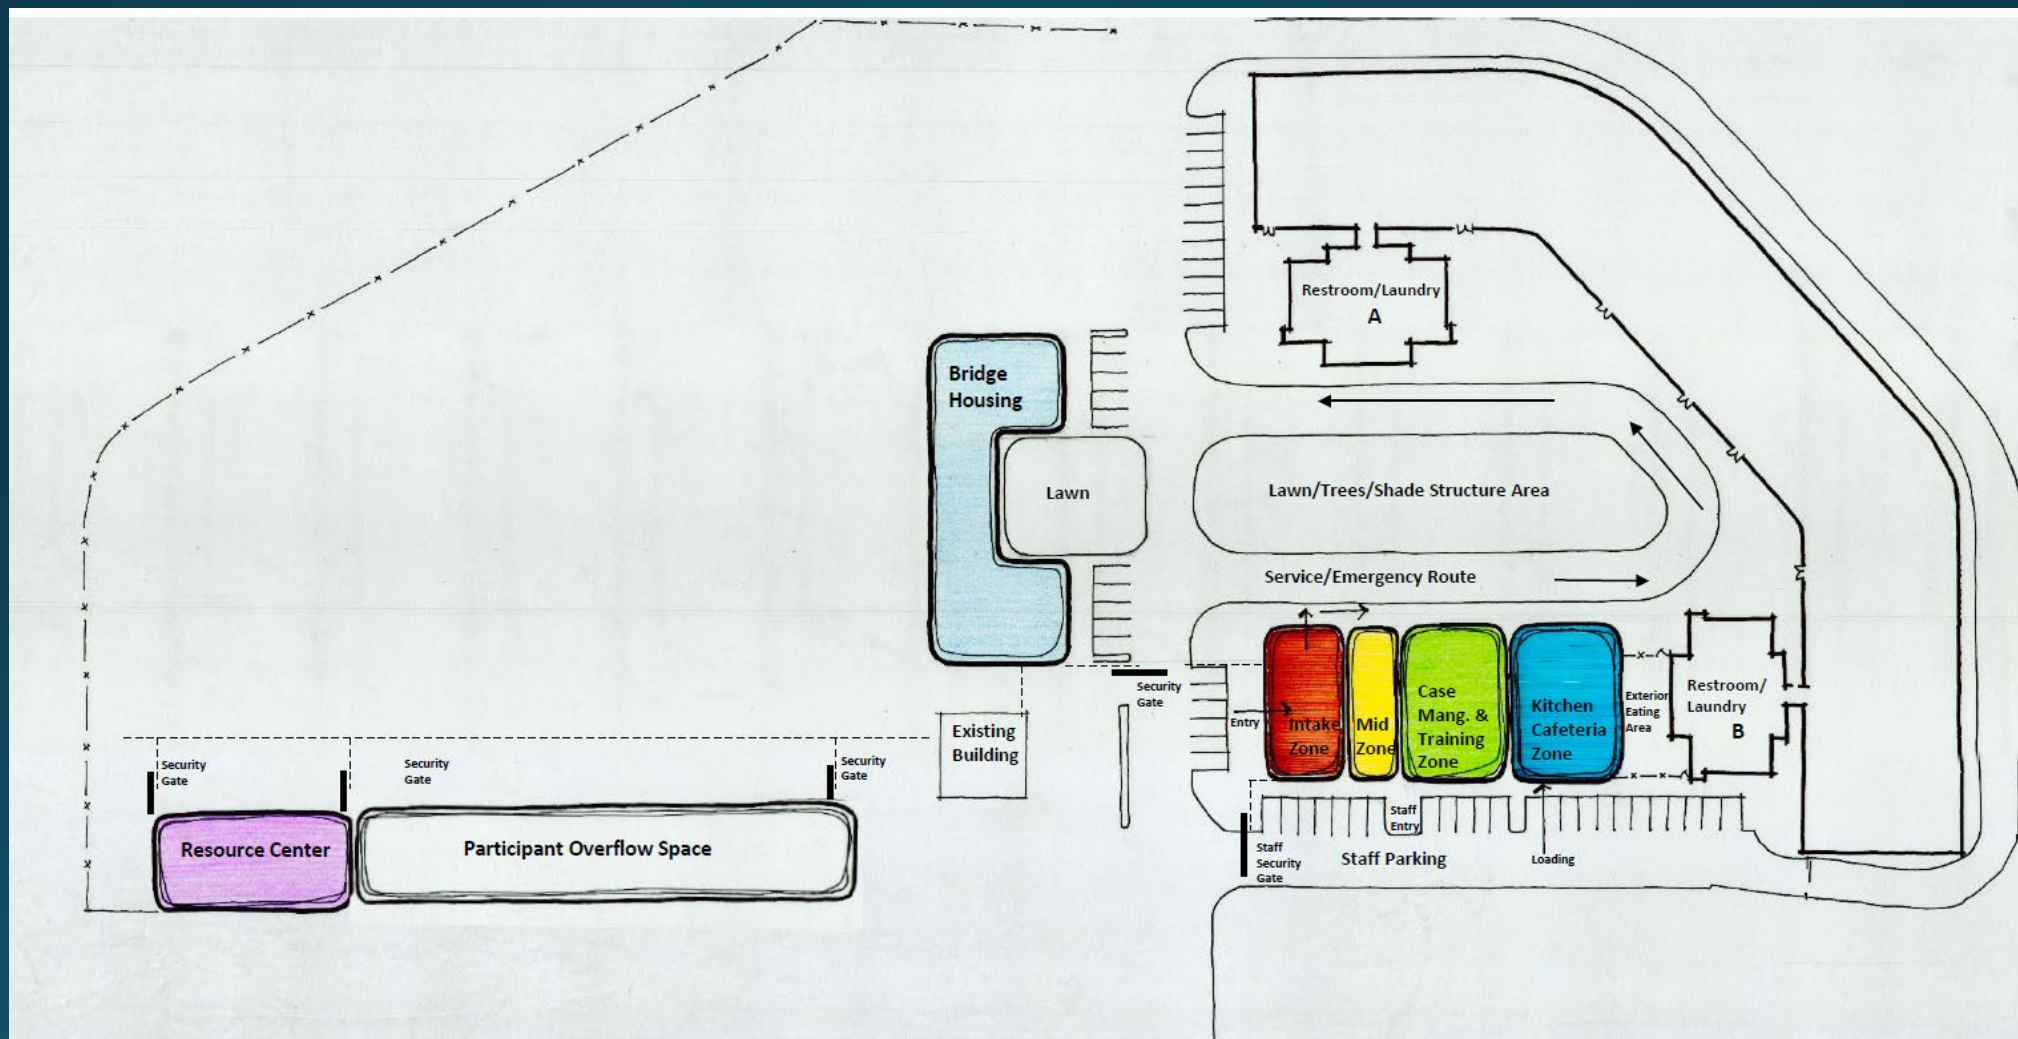 Restroom/Laundry
A
Bridge
Housing
Lawn
Lawn/Trees/Shade Structure Area
Service/Emergency Route
Security
Gate
Entry
Intake
Zone
Mid
Zone
Case
Mang. &
Training
Zone
Kitchen
Cafeteria
Zone
Exterior
Eating
Area
Restroom/
Laundry
B
Existing
Building
Security
Gate
Security
Gate
Security
Gate
Resource Center
Participant Overflow Space
Staff
Entry
Staff
Security
Gate
Staff Parking
Loading